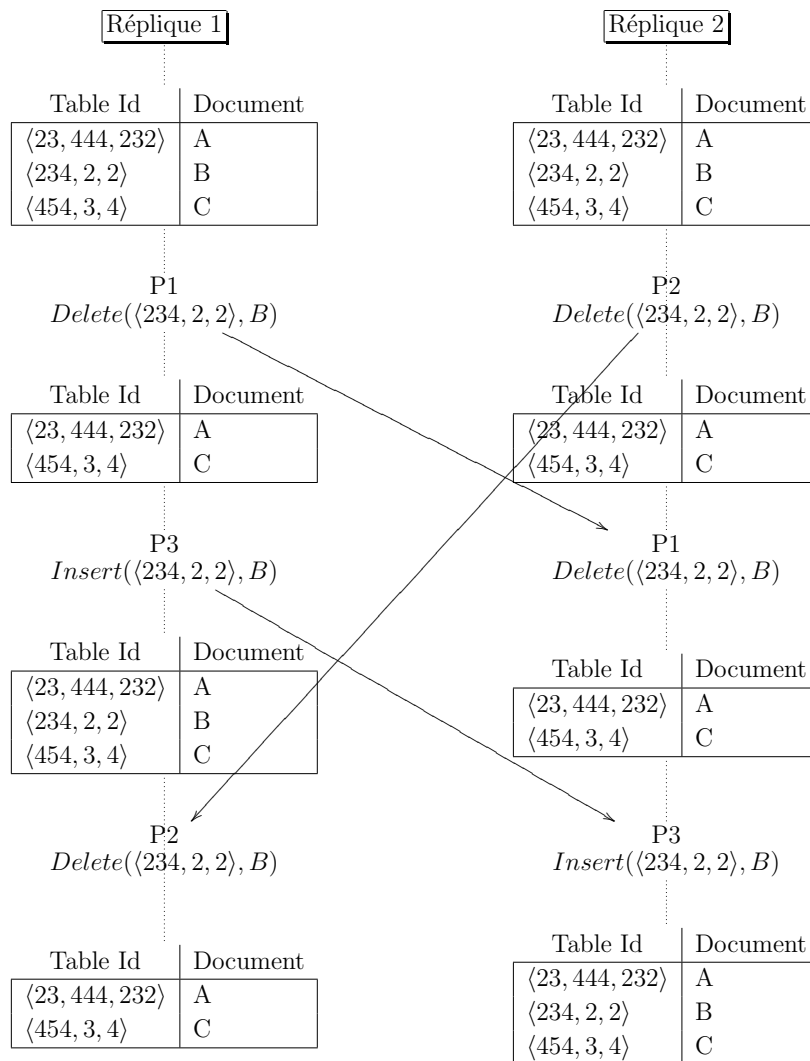 Réplique 1
Table Id Document
⟨23, 444, 232⟩ A
⟨234, 2, 2⟩ B
⟨454, 3, 4⟩ C
P1
Delete(⟨234, 2, 2⟩, B)
Table Id Document
⟨23, 444, 232⟩ A
⟨454, 3, 4⟩ C
P3
Insert(⟨234, 2, 2⟩, B)
Table Id Document
⟨23, 444, 232⟩ A
⟨234, 2, 2⟩ B
⟨454, 3, 4⟩ C
P2
Delete(⟨234, 2, 2⟩, B)
Table Id Document
⟨23, 444, 232⟩ A
⟨454, 3, 4⟩ C
Réplique 2
Table Id Document
⟨23, 444, 232⟩ A
⟨234, 2, 2⟩ B
⟨454, 3, 4⟩ C
P2
Delete(⟨234, 2, 2⟩, B)
Table Id Document
⟨23, 444, 232⟩ A
⟨454, 3, 4⟩ C
P1
Delete(⟨234, 2, 2⟩, B)
Table Id Document
⟨23, 444, 232⟩ A
⟨454, 3, 4⟩ C
P3
Insert(⟨234, 2, 2⟩, B)
Table Id Document
⟨23, 444, 232⟩ A
⟨234, 2, 2⟩ B
⟨454, 3, 4⟩ C